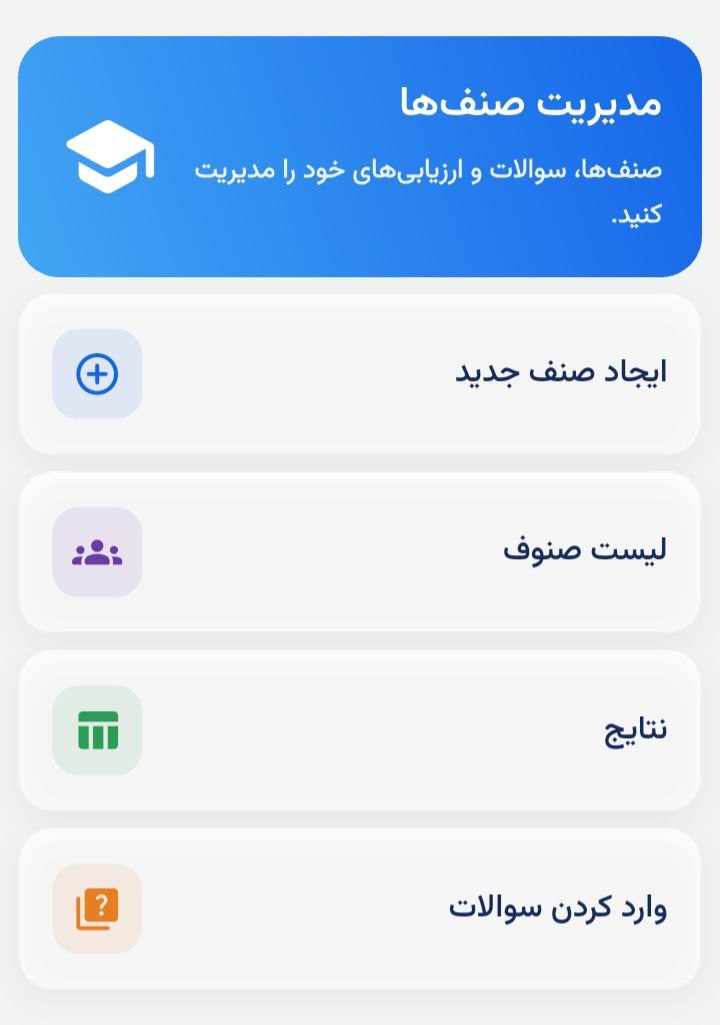 مدیریت صنف‌ها
صنف‌ها، سوالات و ارزیابی‌های خود را مدیریت
کنید.
ایجاد صنف جدید
لیست صنوف
نتایج
وارد کردن سوالات
?